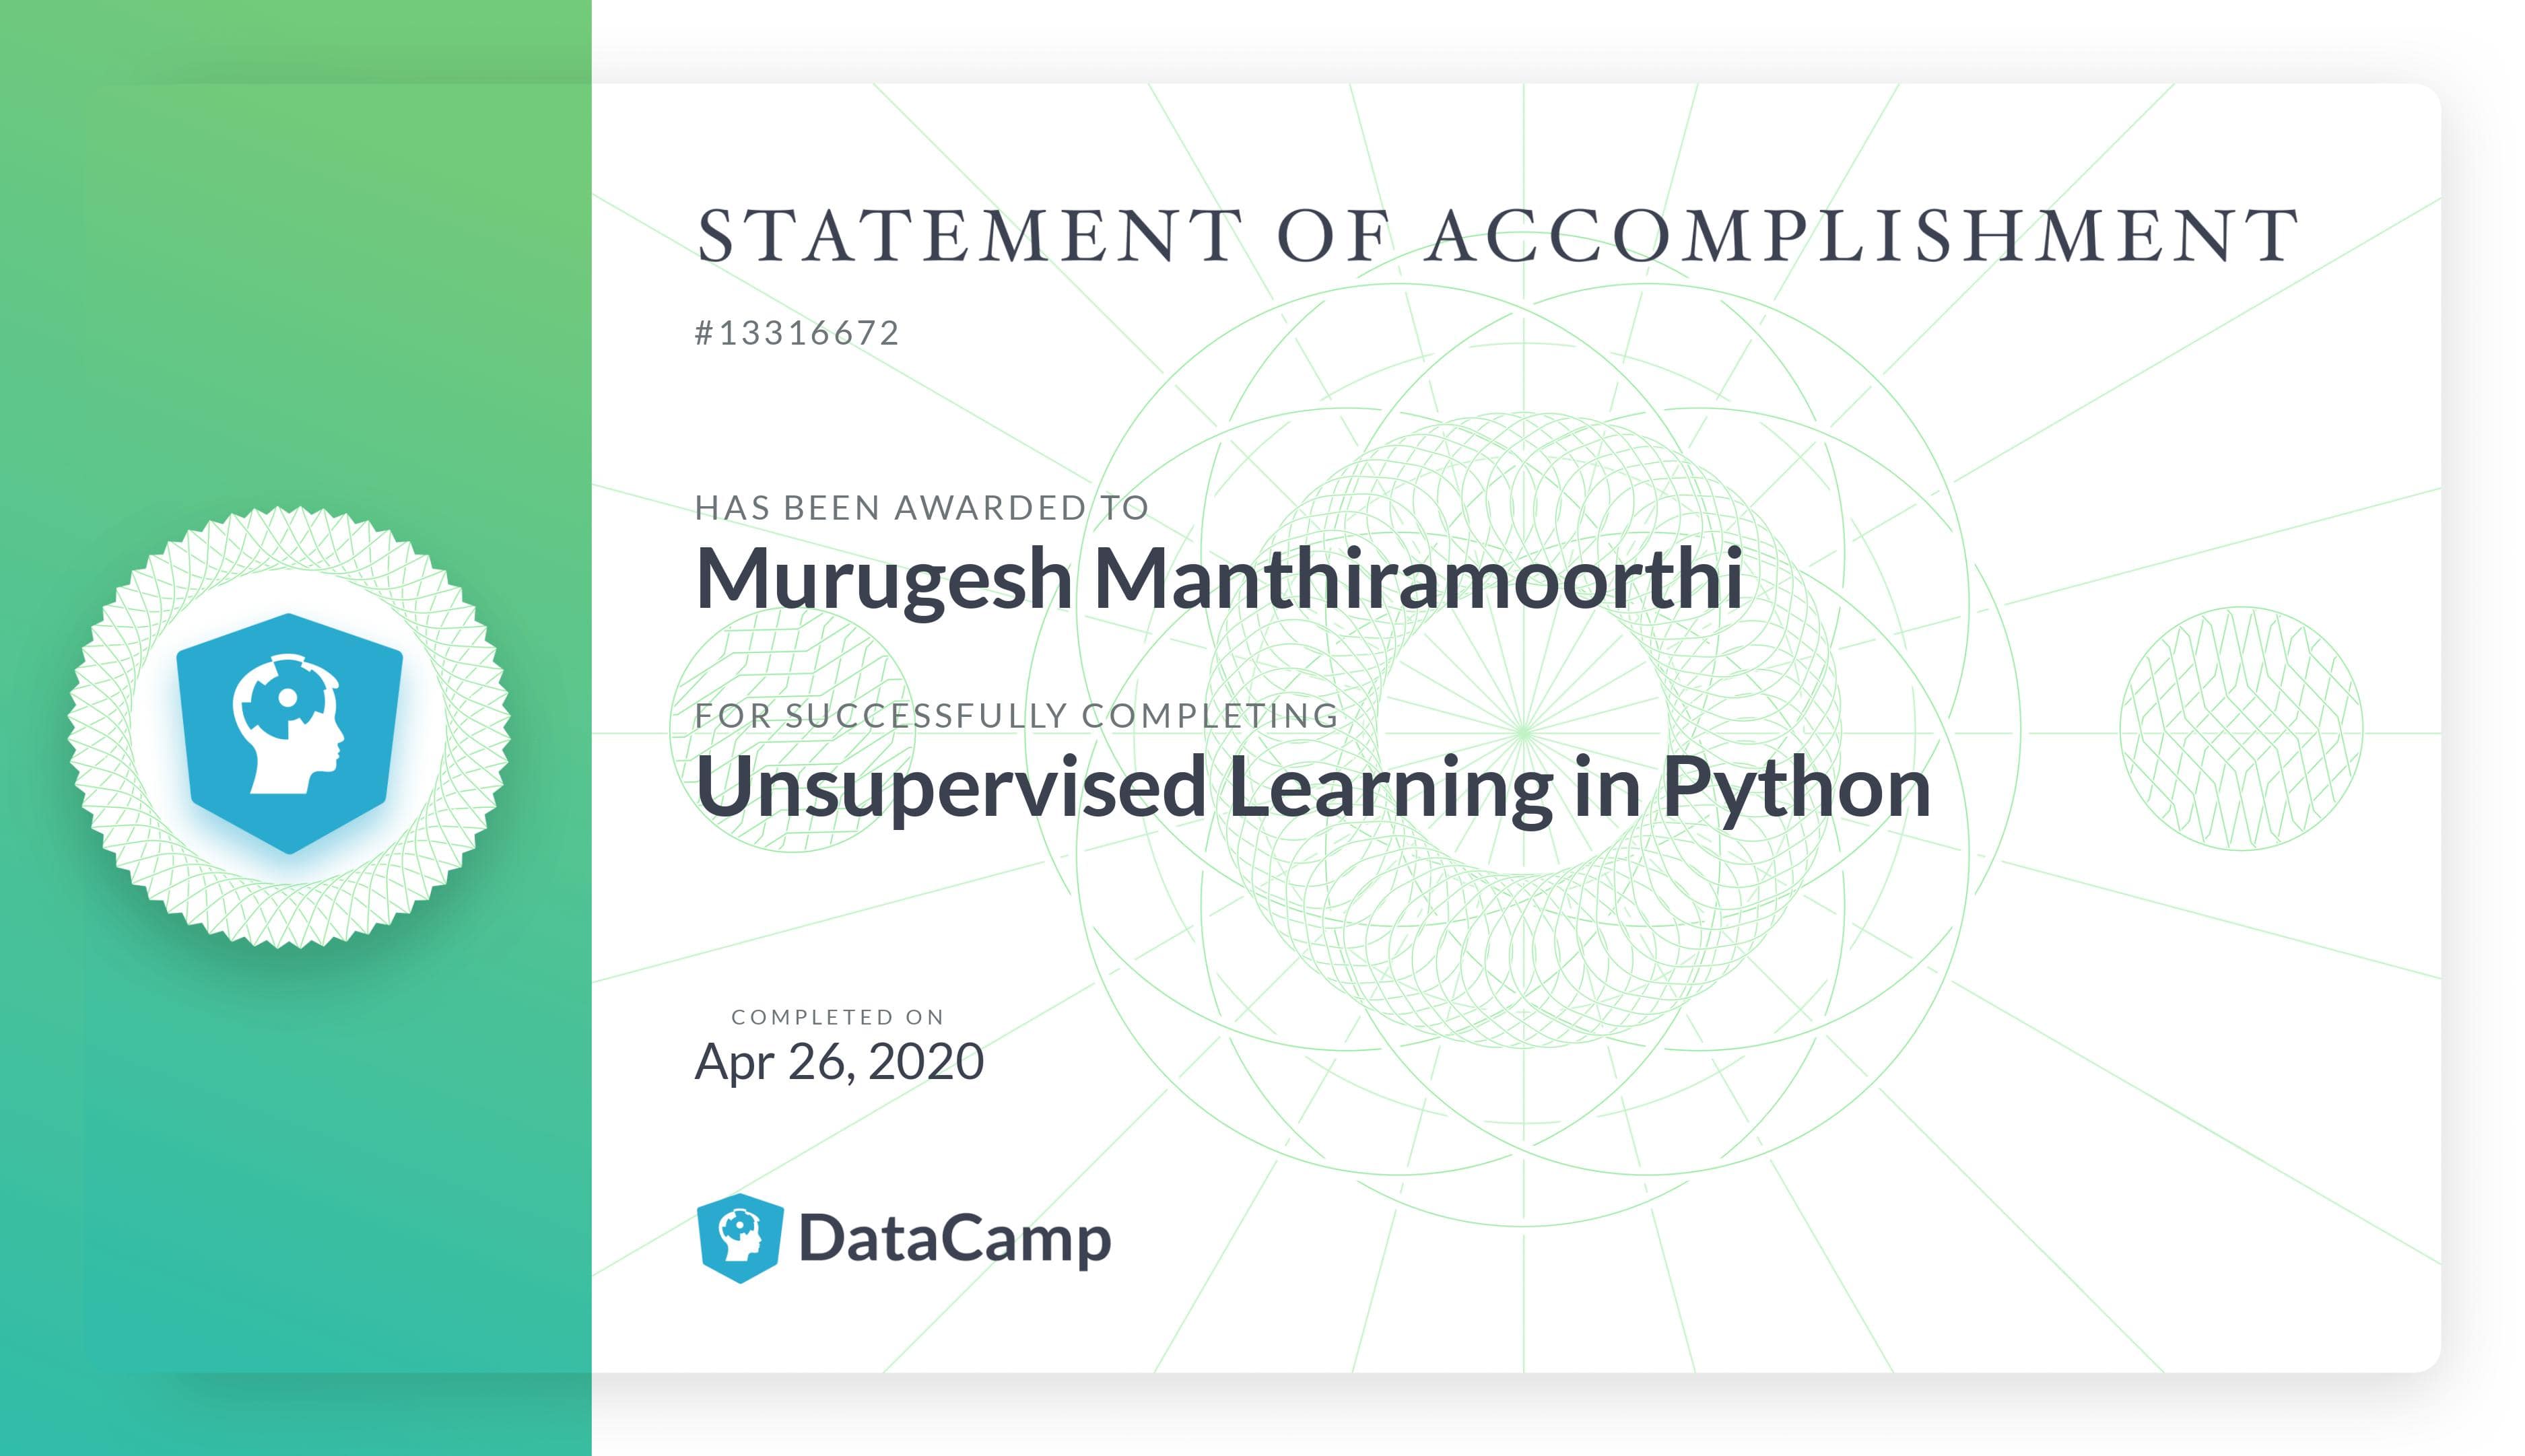 STATEMENT OF ACCOMPLISHMENT
#13316672
HAS BEEN AWARDED TO
Murugesh Manthiramoorthi
FOR SUCCESSFULLY COMPLETING
Unsupervised Learning in Python
COMPLETED ON
Apr 26, 2020
DataCamp